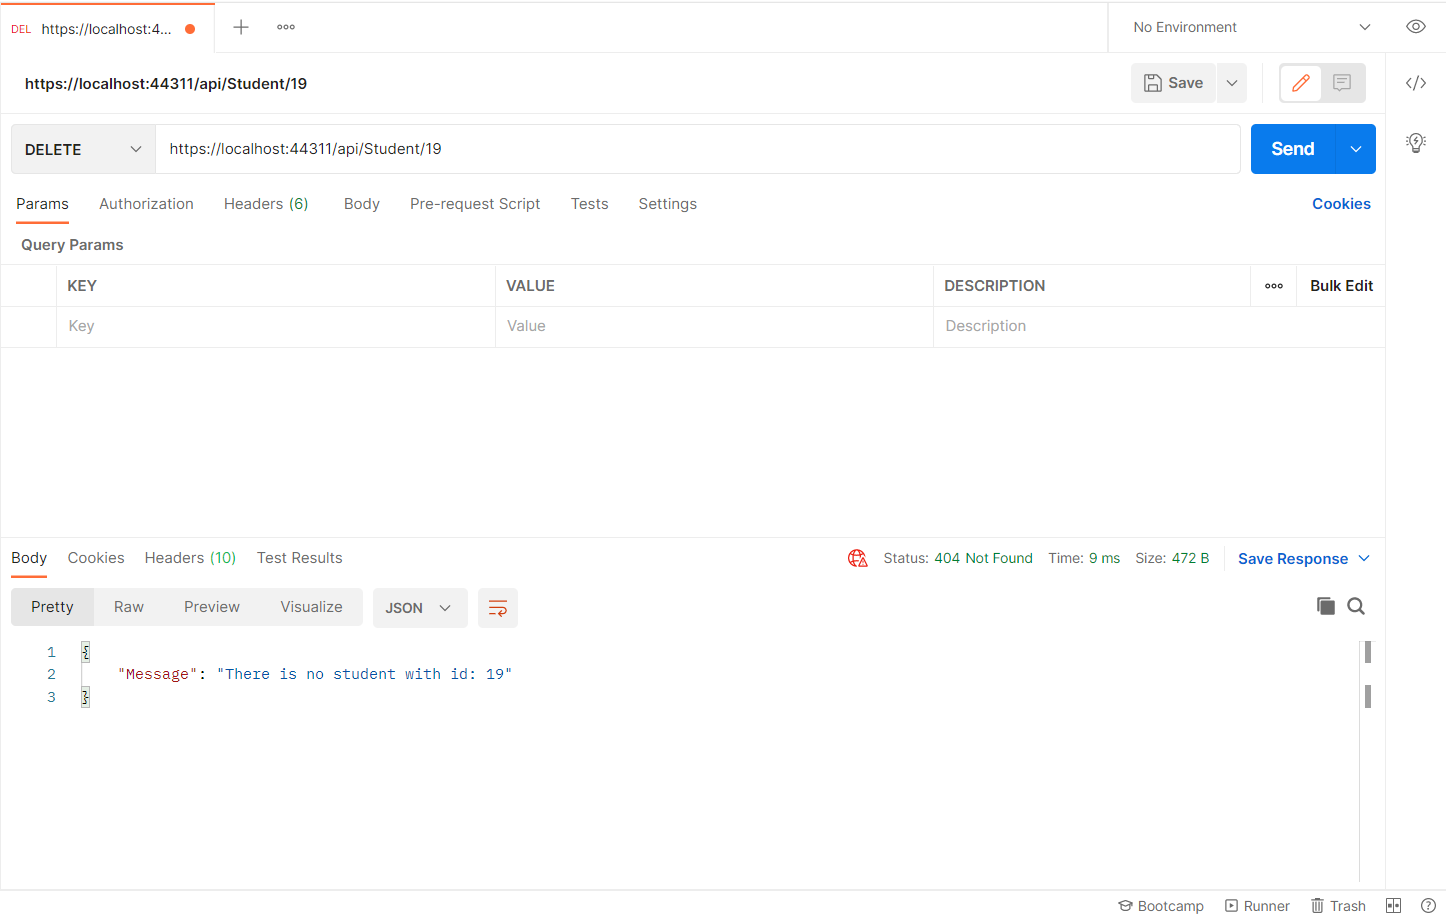 DEL https://localhost:4...
No Environment
https://localhost:44311/api/Student/19
Save
DELETE https://localhost:44311/api/Student/19 Send
Params Authorization Headers (6) Body Pre-request Script Tests Settings Cookies
Query Params
KEY VALUE DESCRIPTION Bulk Edit
Key Value Description
Body Cookies Headers (10) Test Results Status: 404 Not Found Time: 9 ms Size: 472 B Save Response
Pretty Raw Preview Visualize JSON
1 {
2 "Message": "There is no student with id: 19"
3 }
Bootcamp Runner Trash